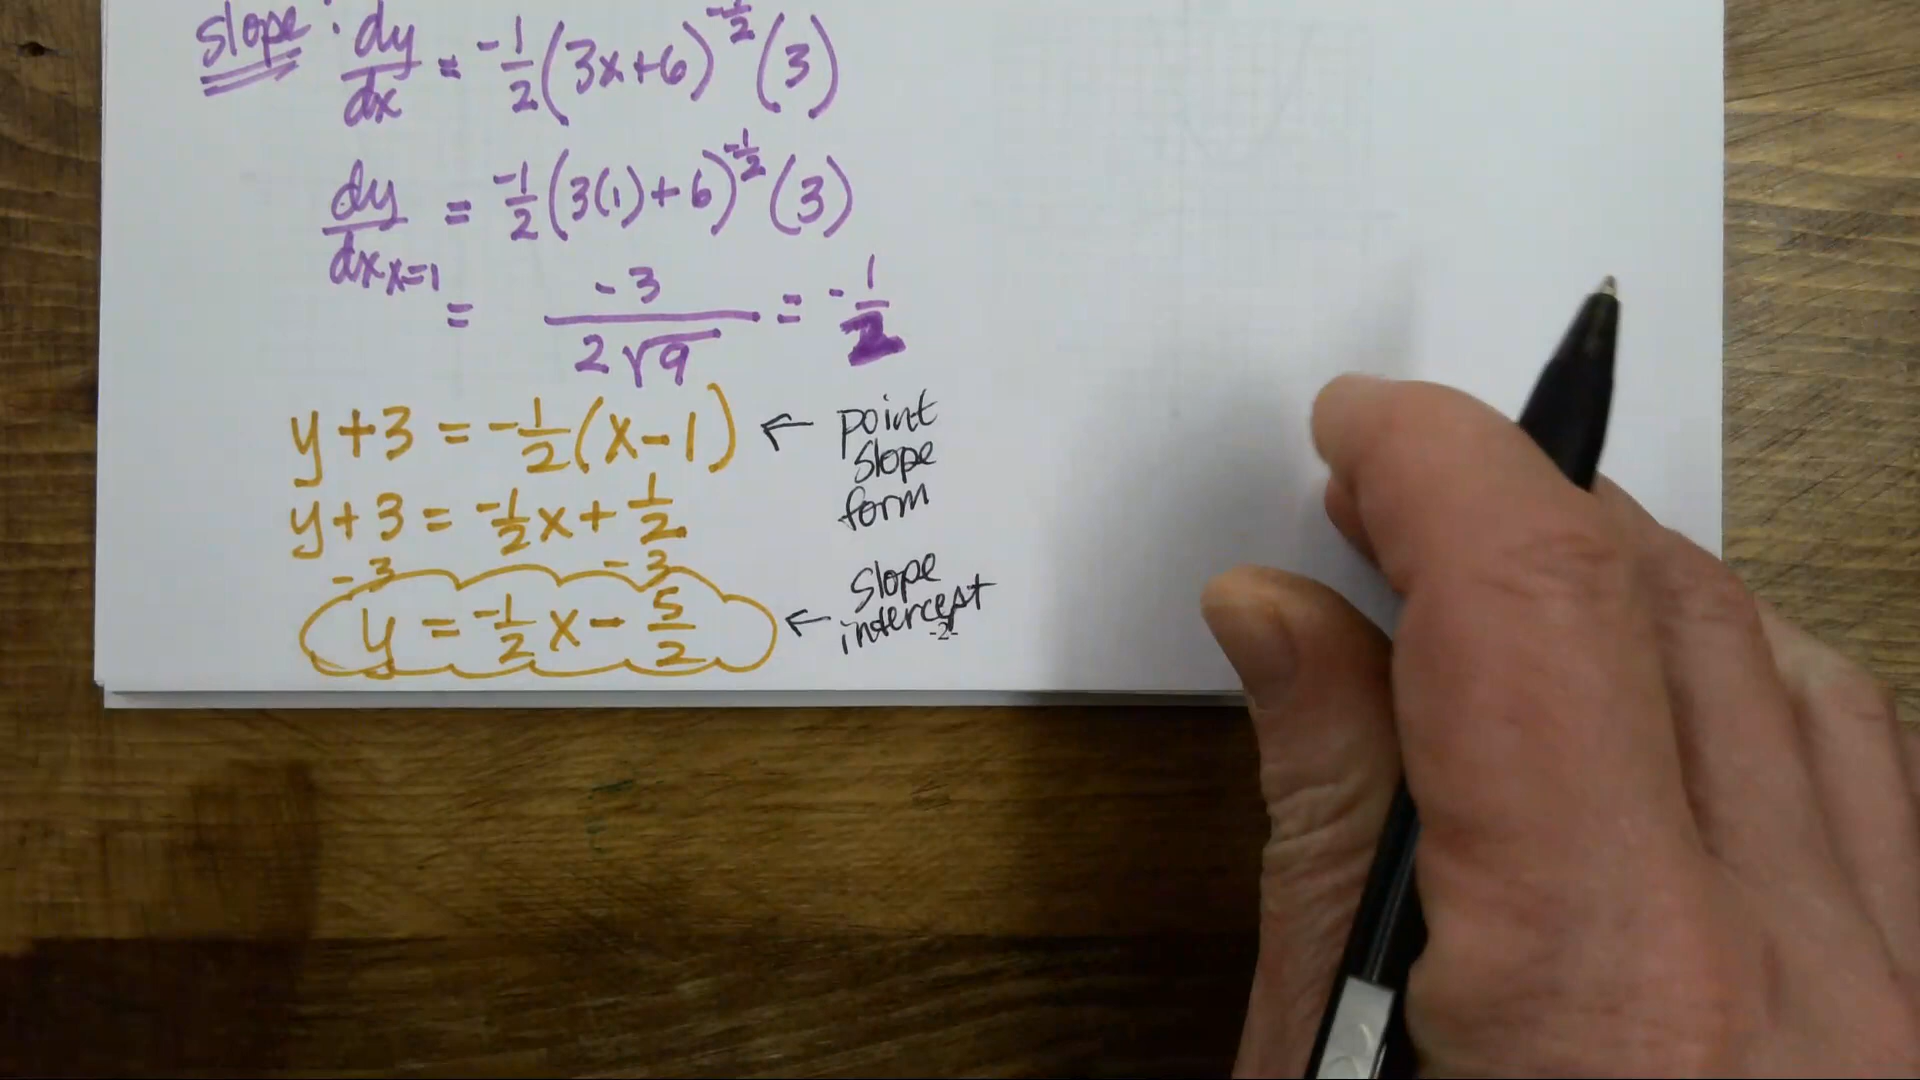 slope: dy/dx = -1/2(3x+6)^-1/2(3)
dy/dx x=1 = -1/2(3(1)+6)^-1/2(3)
= -3/2√9 = -1/2
y+3 = -1/2(x-1) ← point slope form
y+3 = -1/2x+1/2
-3 -3
y = -1/2x - 5/2 ← slope intercept
-2-